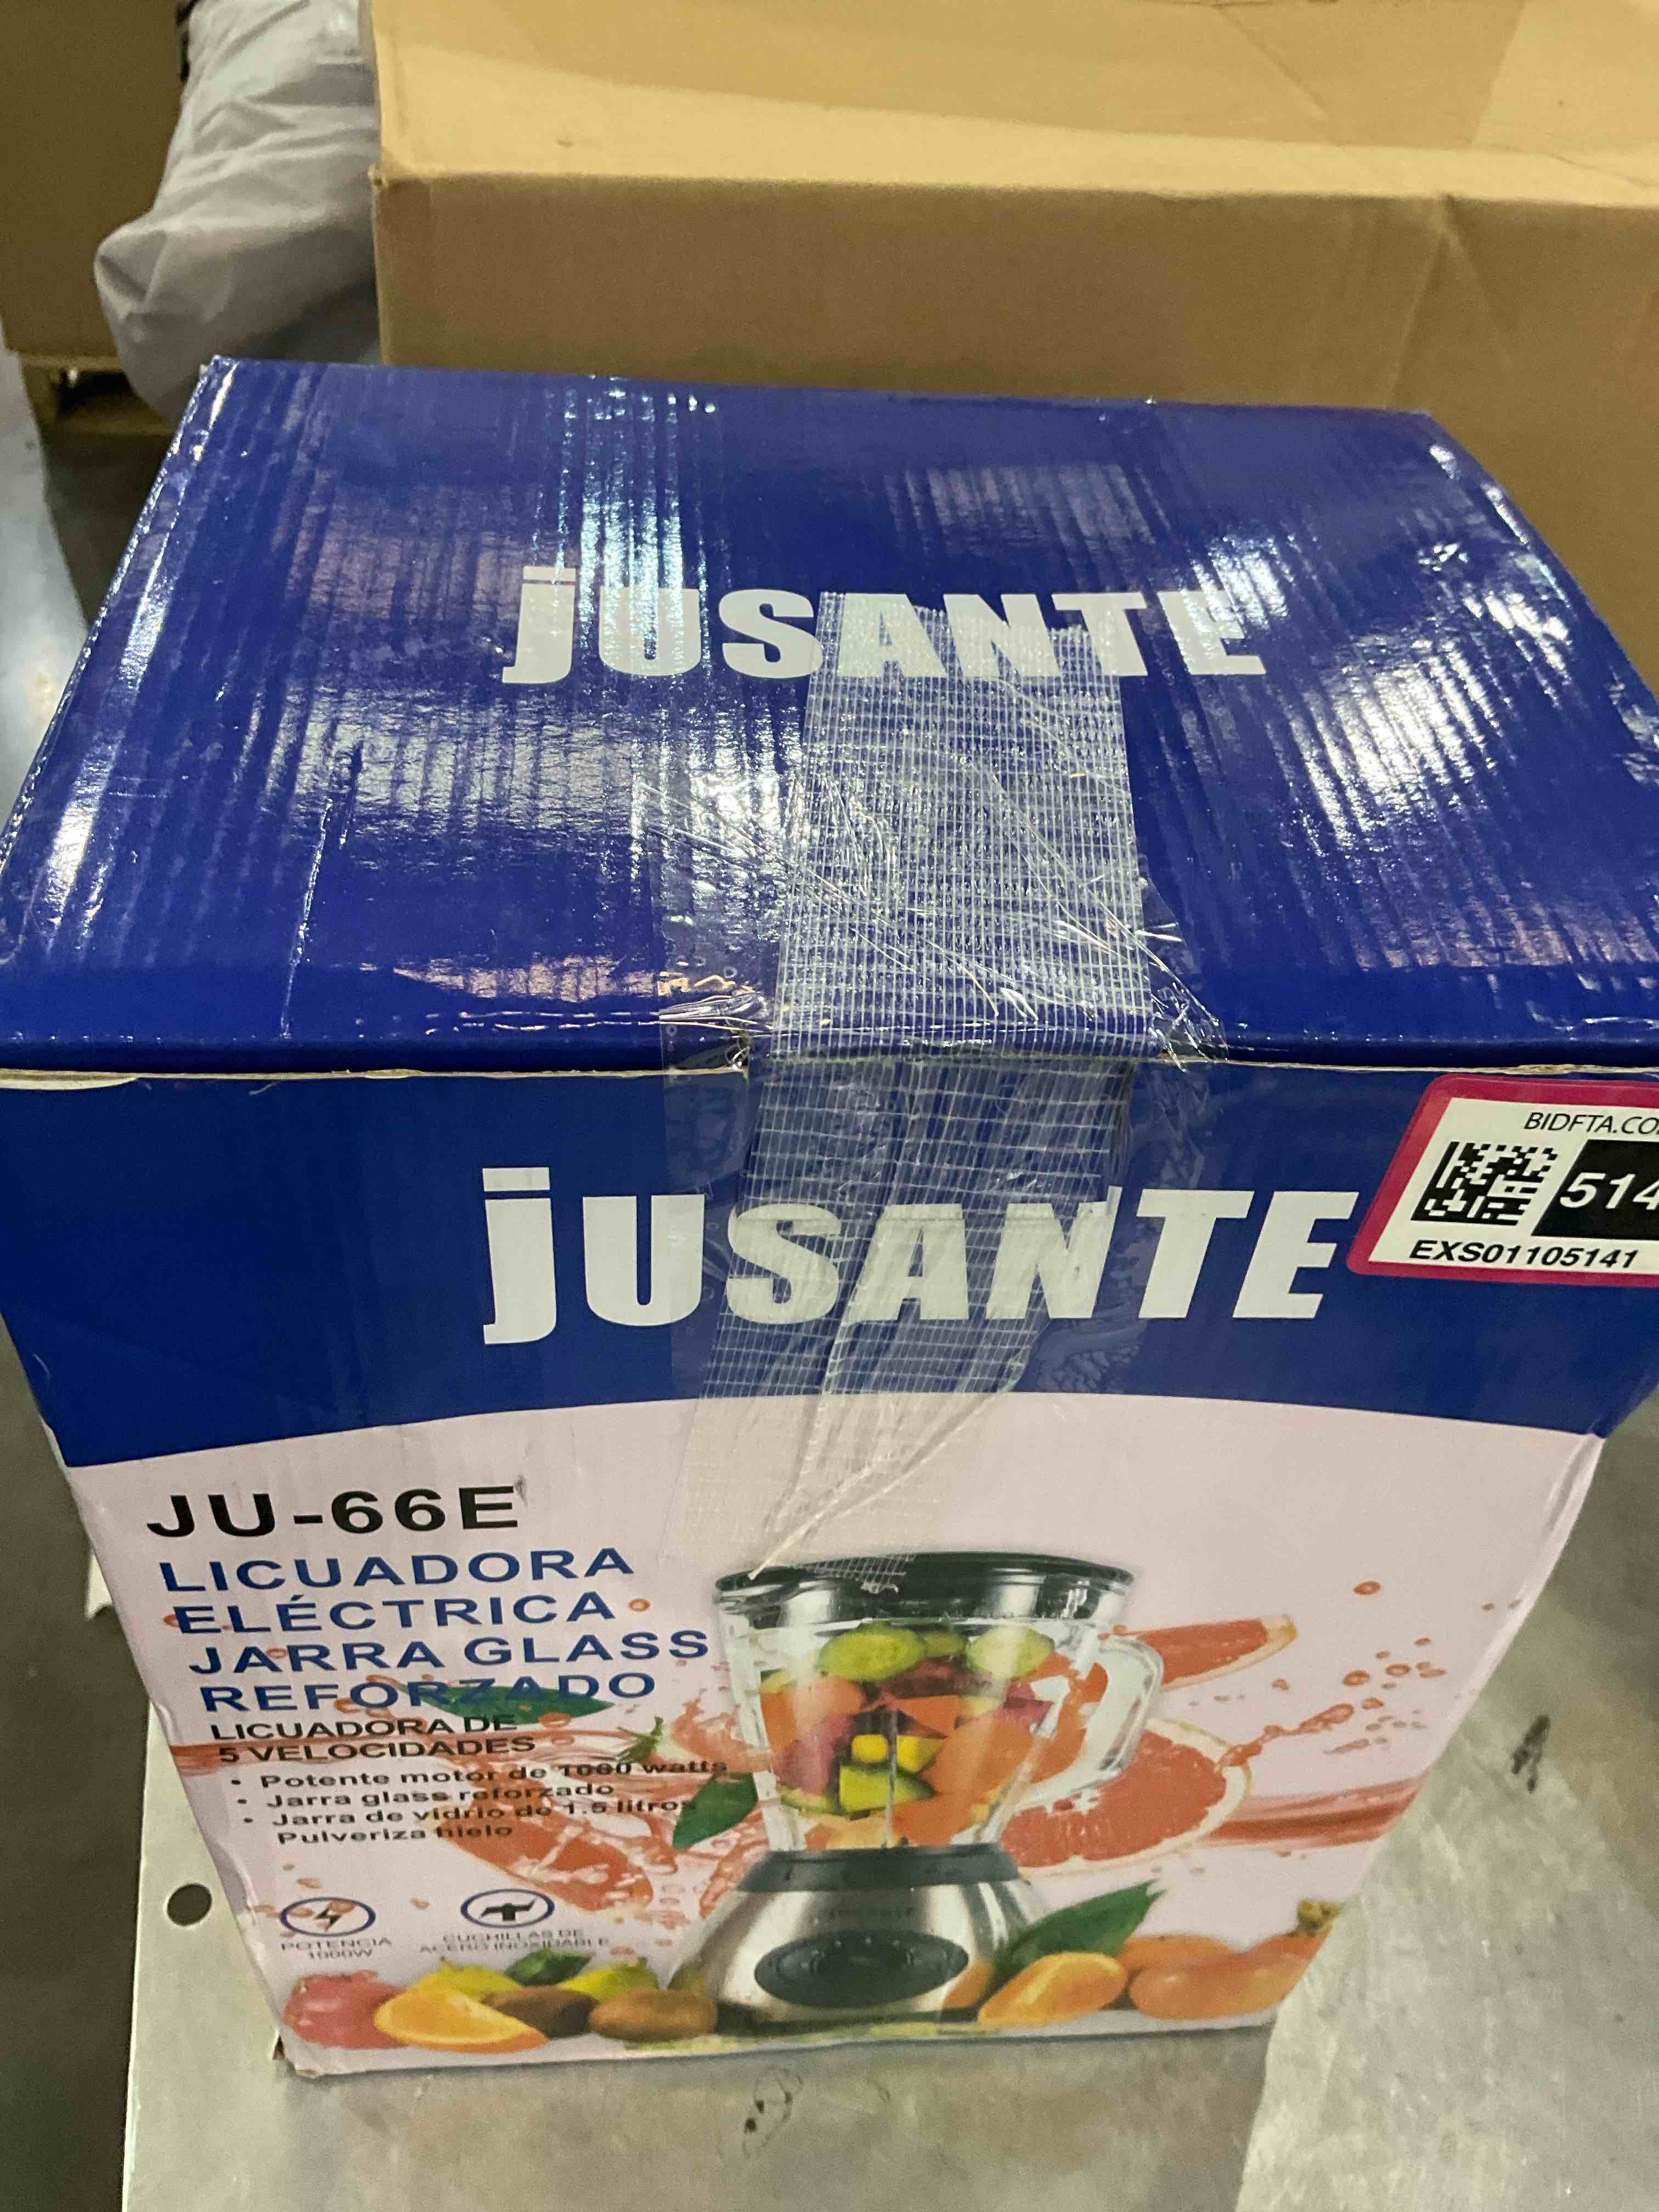 jUSANTE
BIDFTA.CO
514
EXS01105141
jUSANTE
JU-66E
LICUADORA
ELÉCTRICA
JARRA GLASS
REFORZADO
LICUADORA DE
5 VELOCIDADES
• Potente motor de 1000 watts
• Jarra glass reforzado
• Jarra de vidrio de 1.5 litros
Pulveriza hielo
POTENCIA
1000W
CUCHILLAS DE
ACERO INOXIDABLE